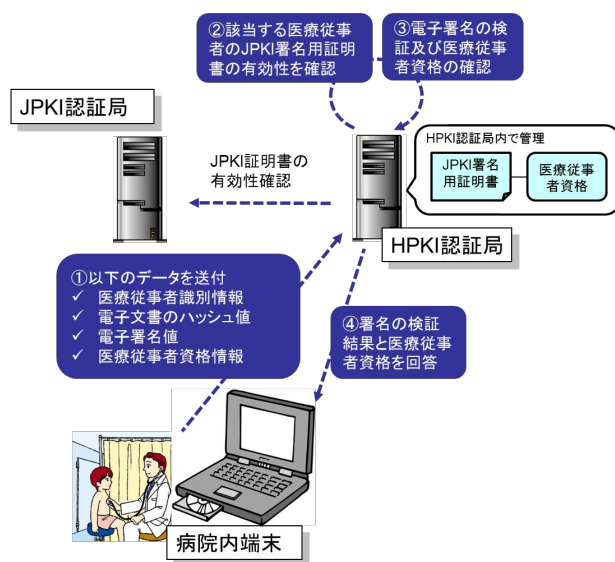 ②該当する医療従事
者のJPKI署名用証明
書の有効性を確認
③電子署名の検
証及び医療従事
者資格の確認
JPKI認証局
HPKI認証局内で管理
JPKI署名
用証明書
医療従事
者資格
JPKI証明書の
有効性確認
HPKI認証局
①以下のデータを送付
✓ 医療従事者識別情報
✓ 電子文書のハッシュ値
✓ 電子署名値
✓ 医療従事者資格情報
④署名の検証
結果と医療従事
者資格を回答
病院内端末